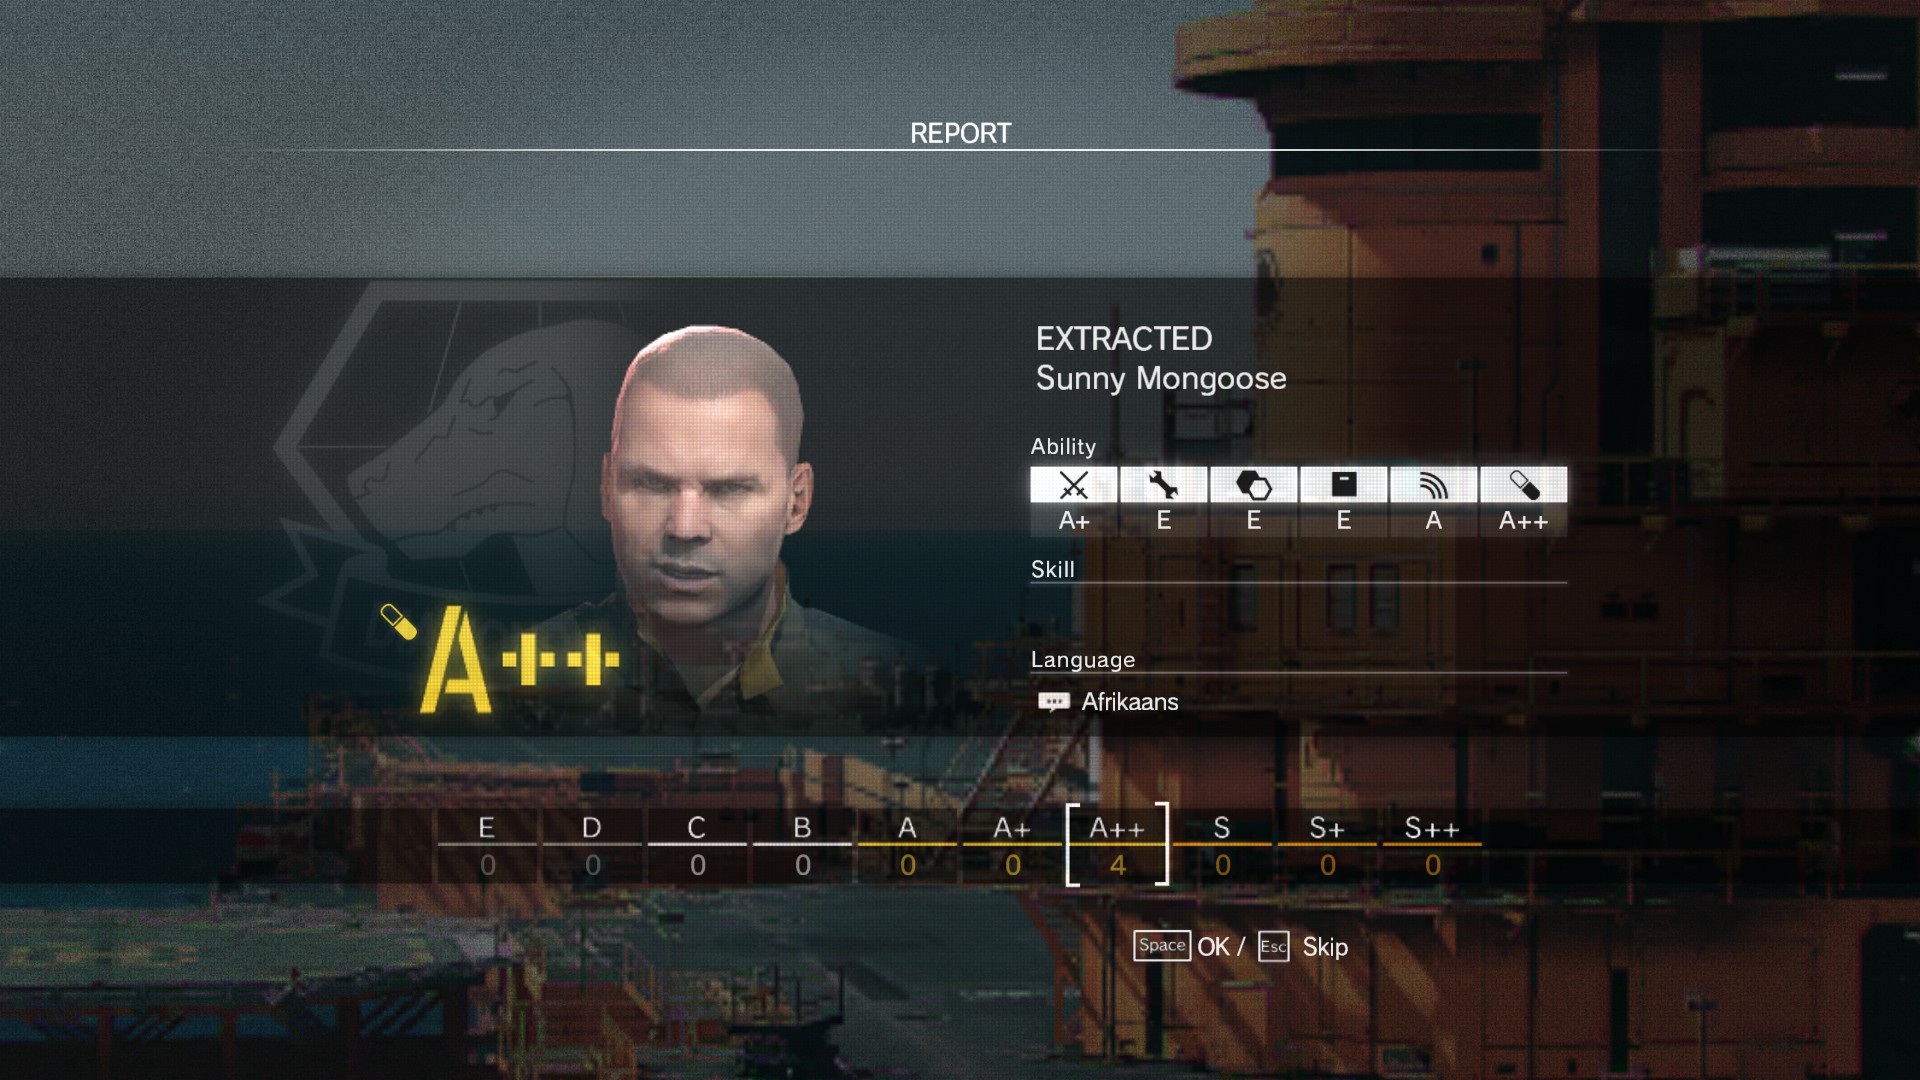 REPORT
EXTRACTED
Sunny Mongoose
Ability
A+ E E E A A++
Skill
A++
Language
Afrikaans
E D C B A A+ A++ S S+ S++
0 0 0 0 0 0 4 0 0 0
Space OK / Esc Skip